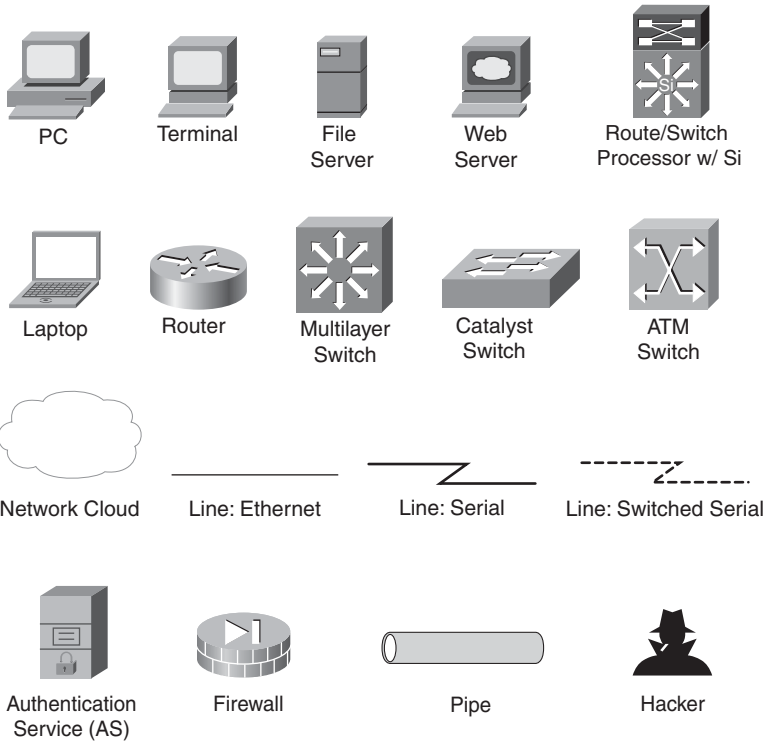 Si
PC
Terminal
File
Server
Web
Server
Route/Switch
Processor w/ Si
Laptop
Router
Multilayer
Switch
Catalyst
Switch
ATM
Switch
Network Cloud
Line: Ethernet
Line: Serial
Line: Switched Serial
Authentication
Service (AS)
Firewall
Pipe
Hacker